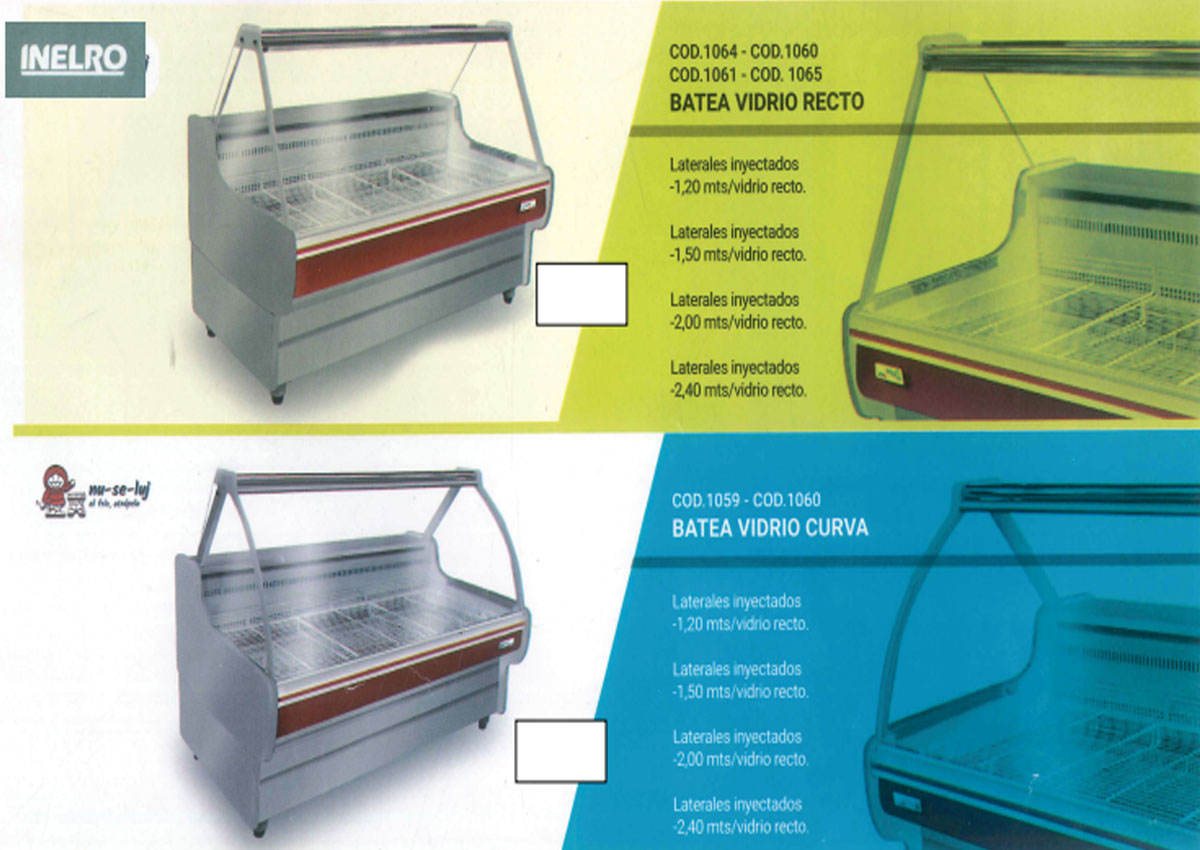 INELRO
COD.1064 - COD.1060
COD.1061 - COD. 1065
BATEA VIDRIO RECTO
Laterales inyectados
-1,20 mts/vidrio recto.
Laterales inyectados
-1,50 mts/vidrio recto.
Laterales inyectados
-2,00 mts/vidrio recto.
Laterales inyectados
-2,40 mts/vidrio recto.
nu-se-luj
al frío, atrápelo
COD.1059 - COD.1060
BATEA VIDRIO CURVA
Laterales inyectados
-1,20 mts/vidrio recto.
Laterales inyectados
-1,50 mts/vidrio recto.
Laterales inyectados
-2,00 mts/vidrio recto.
Laterales inyectados
-2,40 mts/vidrio recto.